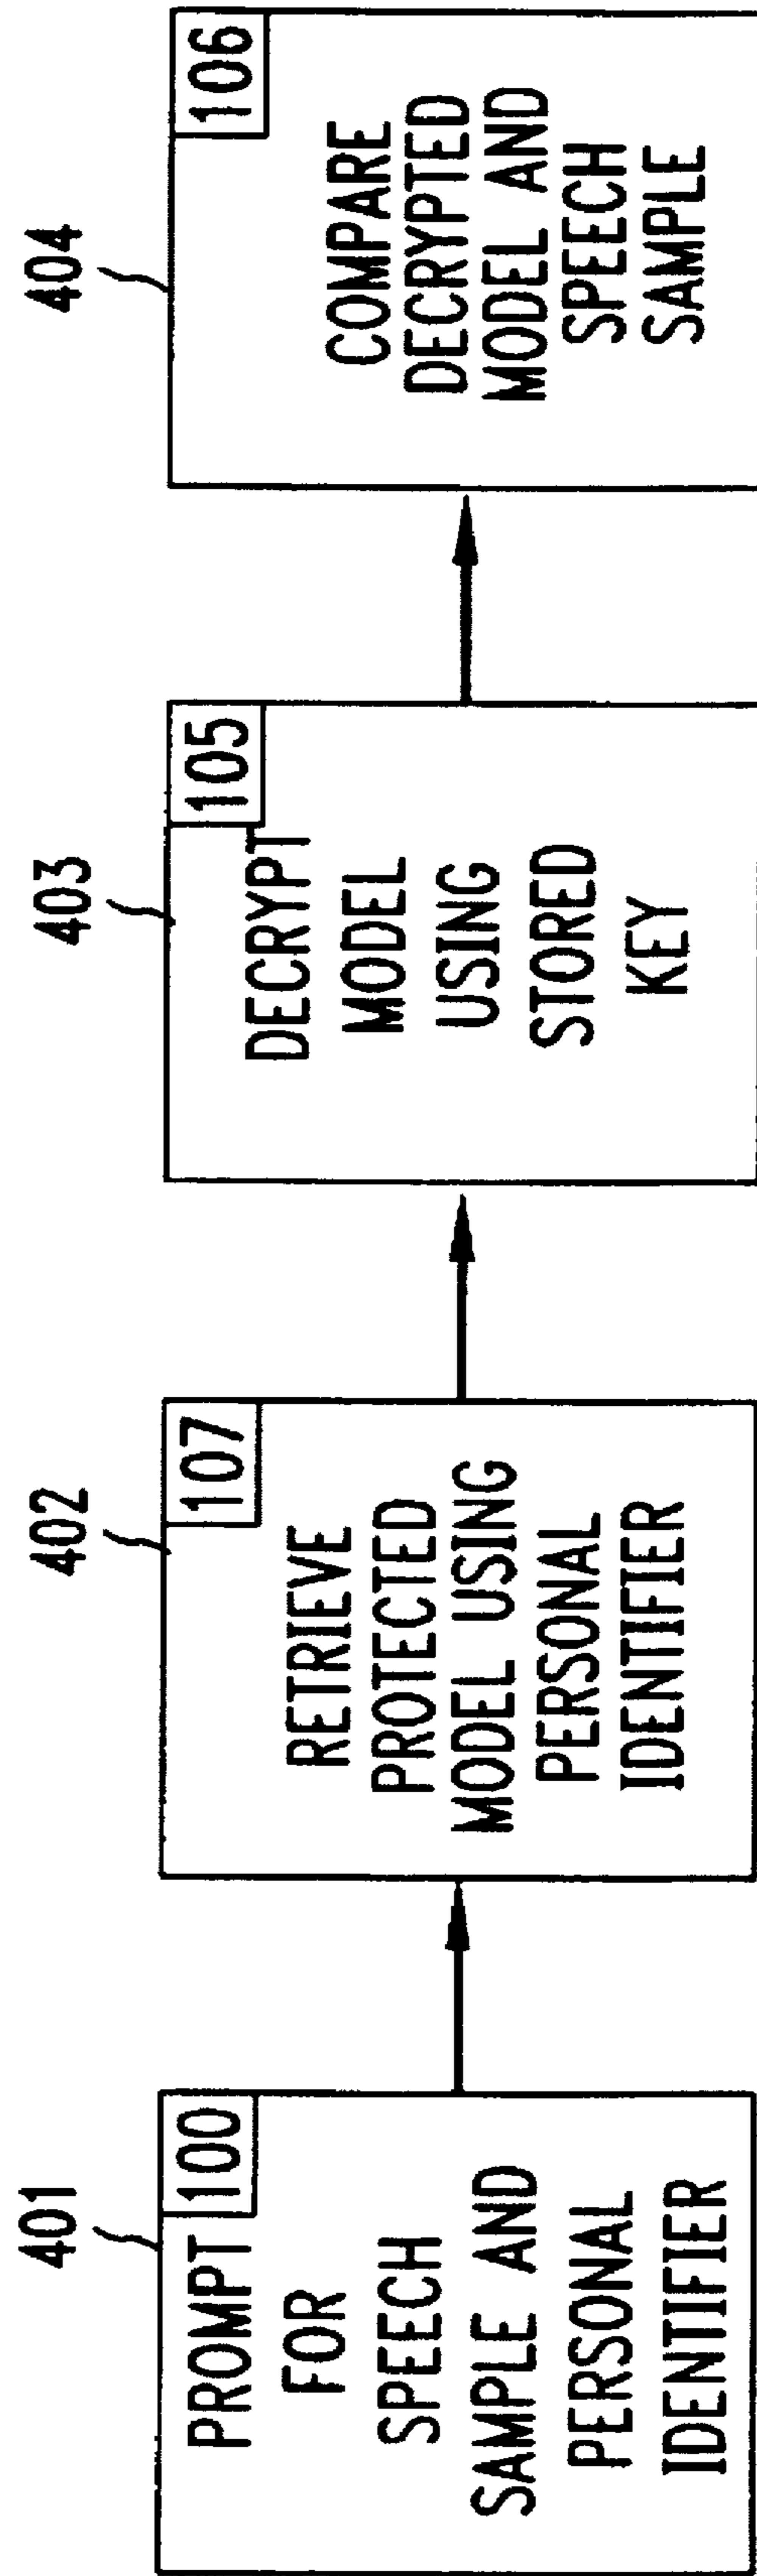 401
100
PROMPT
FOR
SPEECH
SAMPLE AND
PERSONAL
IDENTIFIER
402
107
RETRIEVE
PROTECTED
MODEL USING
PERSONAL
IDENTIFIER
403
105
DECRYPT
MODEL
USING
STORED
KEY
404
106
COMPARE
DECRYPTED
MODEL AND
SPEECH
SAMPLE